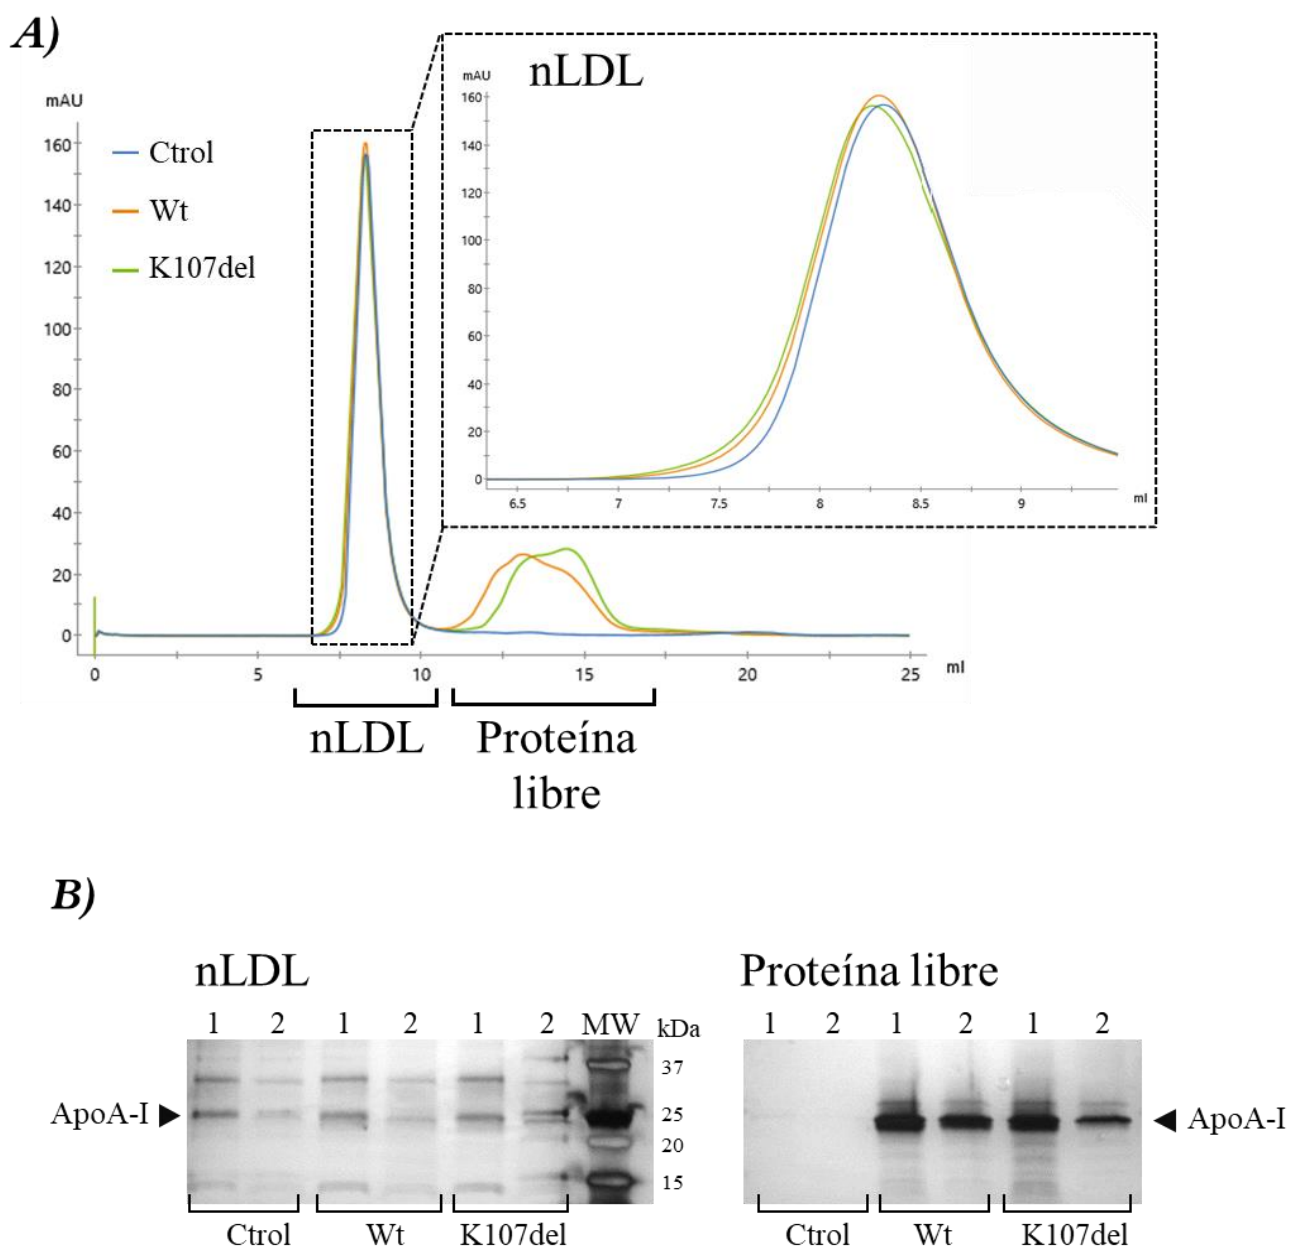 A)
mAU
160
140
120
100
80
60
40
20
0
Ctrol
Wt
K107del
0 5 10 15 20 25 ml
nLDL
mAU
160
140
120
100
80
60
40
20
0
6.5 7 7.5 8 8.5 9 ml
nLDL Proteína
libre
B)
nLDL
1 2 1 2 1 2 MW kDa
37
25
20
15
ApoA-I
Ctrol Wt K107del
Proteína libre
1 2 1 2 1 2
ApoA-I
Ctrol Wt K107del